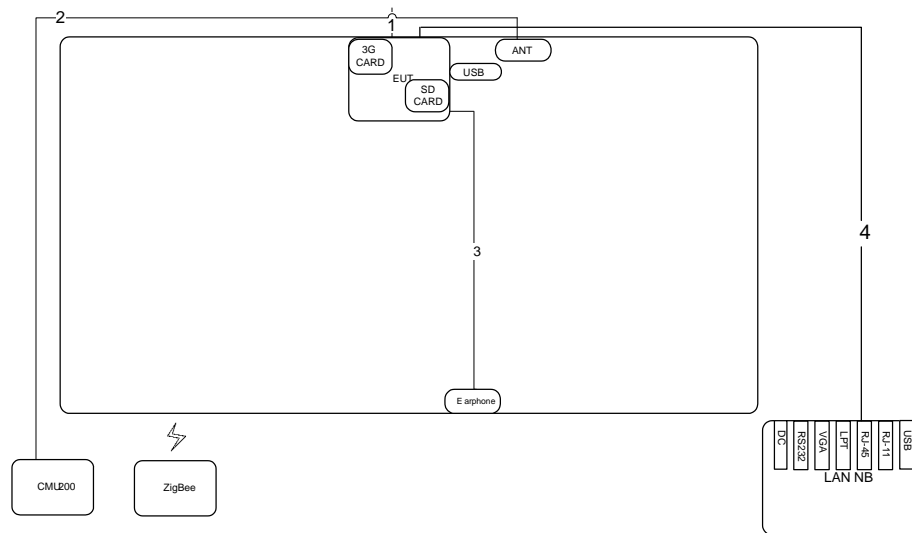 2
1
3G
CARD
EUT
SD
CARD
USB
ANT
3
4
E arphone
CMU200
ZigBee
DC
RS232
VGA
LPT
RJ-45
RJ-11
USB
LAN NB